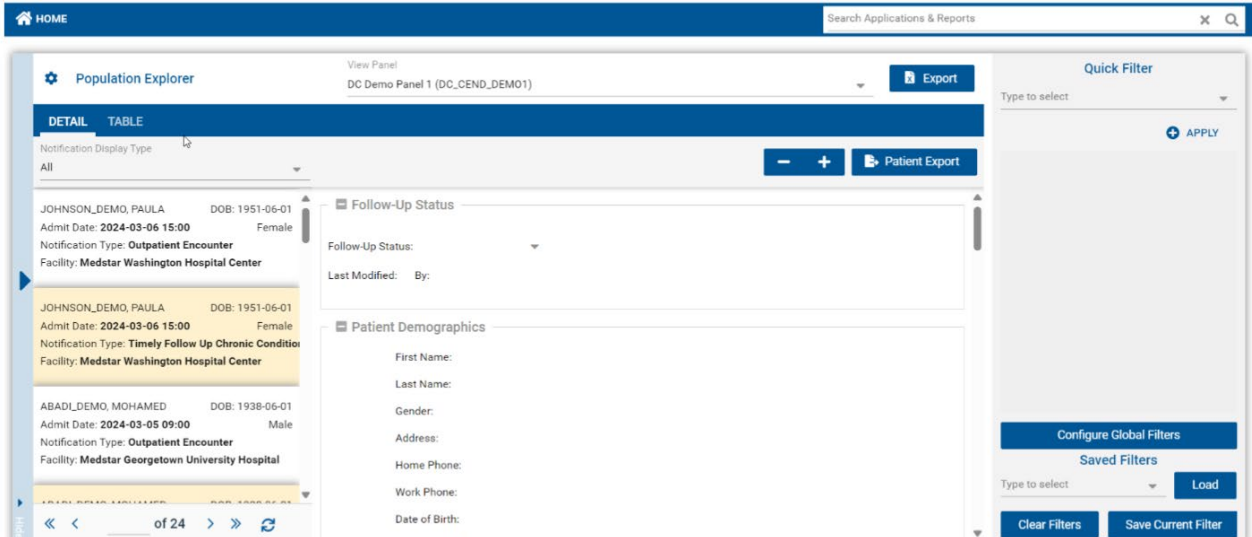 HOME
Search Applications & Reports
Population Explorer
View Panel
DC Demo Panel 1 (DC_CEND_DEMO1)
Export
DETAIL TABLE
Notification Display Type
All
Patient Export
JOHNSON_DEMO, PAULA DOB: 1951-06-01
Admit Date: 2024-03-06 15:00 Female
Notification Type: Outpatient Encounter
Facility: Medstar Washington Hospital Center
JOHNSON_DEMO, PAULA DOB: 1951-06-01
Admit Date: 2024-03-06 15:00 Female
Notification Type: Timely Follow Up Chronic Condition
Facility: Medstar Washington Hospital Center
ABADI_DEMO, MOHAMED DOB: 1938-06-01
Admit Date: 2024-03-05 09:00 Male
Notification Type: Outpatient Encounter
Facility: Medstar Georgetown University Hospital
of 24
Follow-Up Status
Follow-Up Status:
Last Modified: By:
Patient Demographics
First Name:
Last Name:
Gender:
Address:
Home Phone:
Work Phone:
Date of Birth:
Quick Filter
Type to select
APPLY
Configure Global Filters
Saved Filters
Type to select
Load
Clear Filters
Save Current Filter